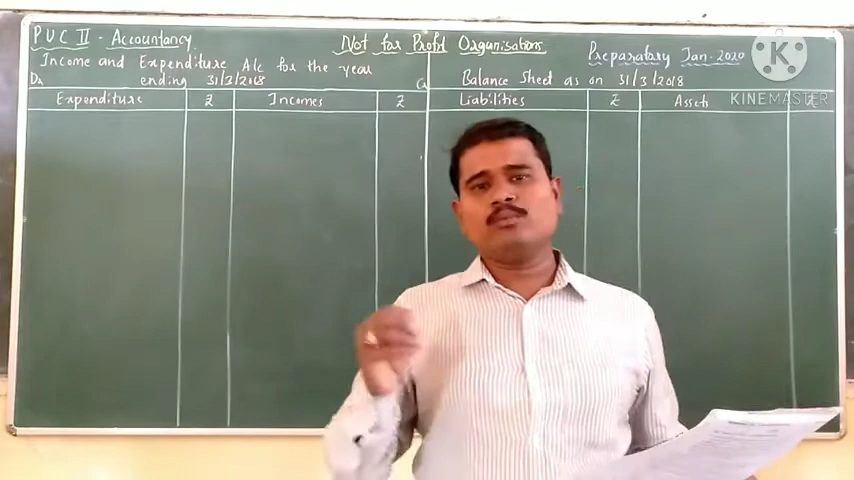 PUC II - Accountancy
Not for Profit Organisations
Preparatory Jan-2020
Income and Expenditure A/c for the year
ending 31/3/2018
Dr
Cr
Balance Sheet as on 31/3/2018
Expenditure ₹ Incomes ₹
Liabilities ₹ Assets ₹
K
KINEMASTER